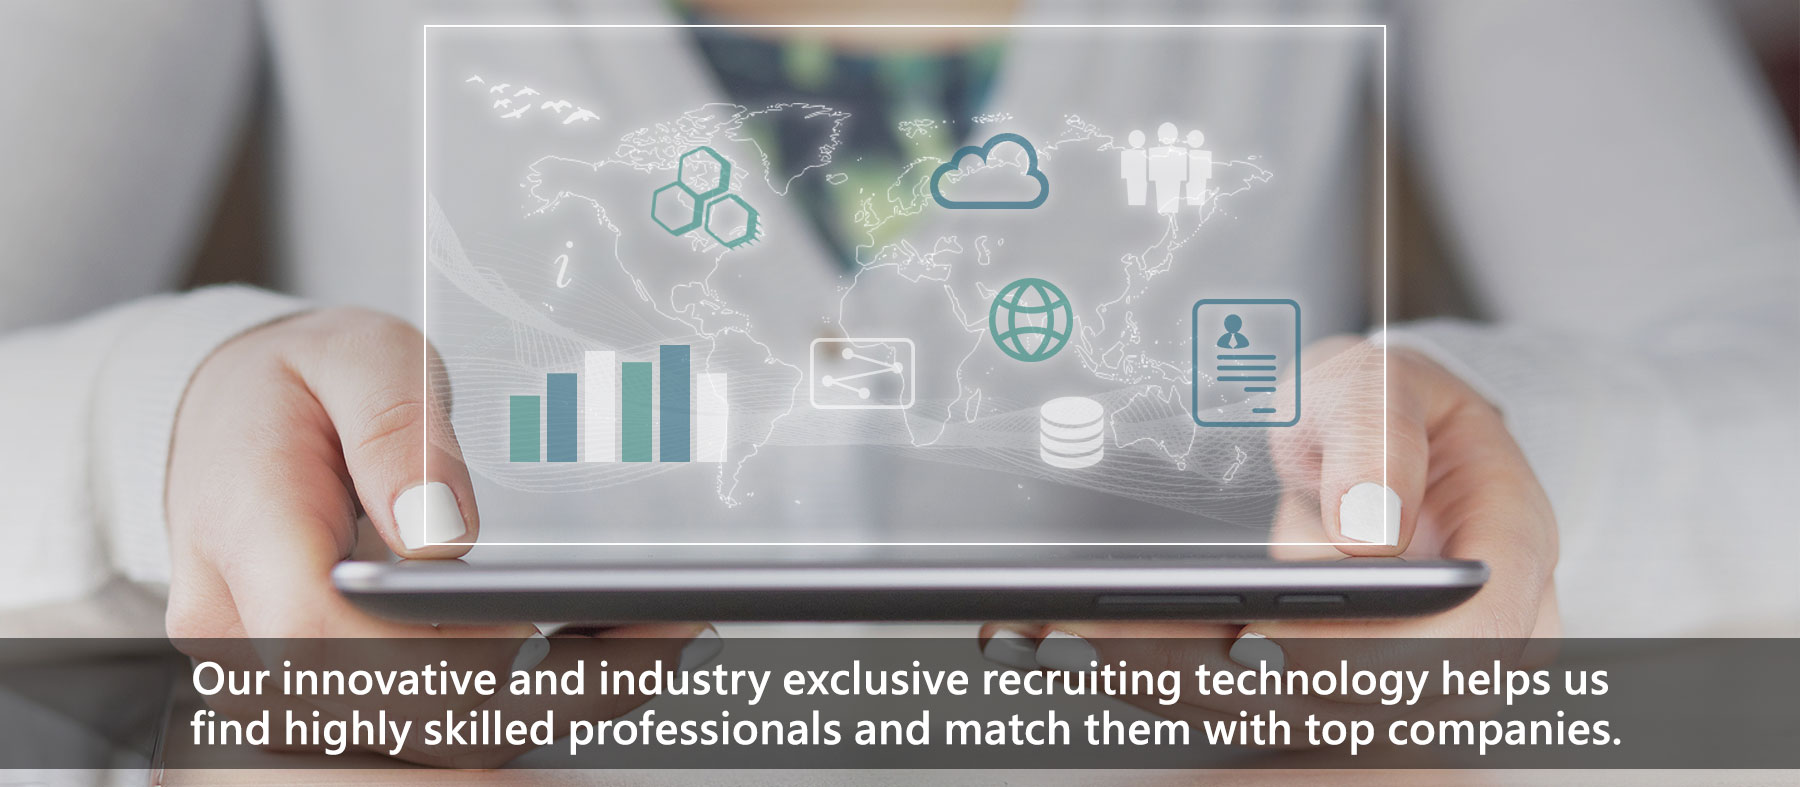 i
Our innovative and industry exclusive recruiting technology helps us
find highly skilled professionals and match them with top companies.